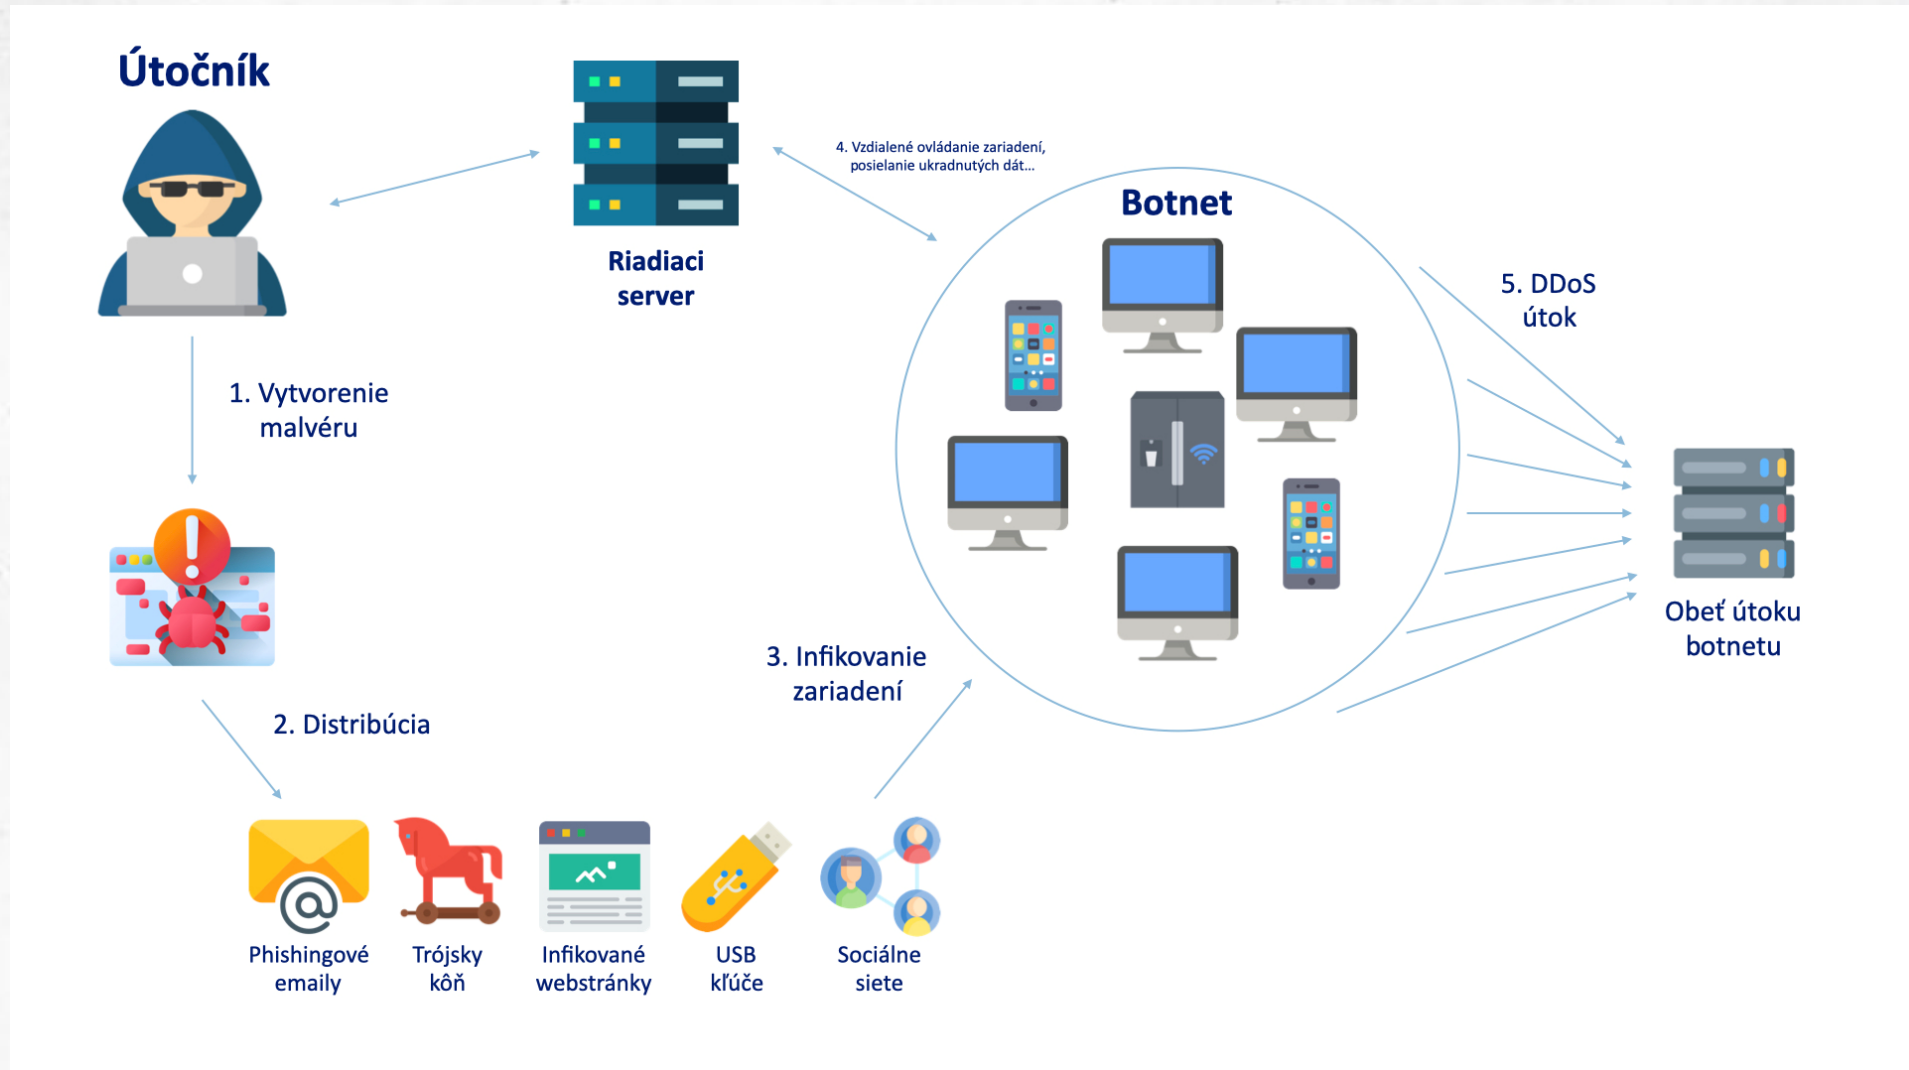 Útočník
Riadiaci
server
4. Vzdialené ovládanie zariadení,
posielanie ukradnutých dát...
Botnet
5. DDoS
útok
1. Vytvorenie
malvéru
Obeť útoku
botnetu
3. Infikovanie
zariadení
2. Distribúcia
Phishingové
emaily
Trójsky
kôň
Infikované
webstránky
USB
kľúče
Sociálne
siete